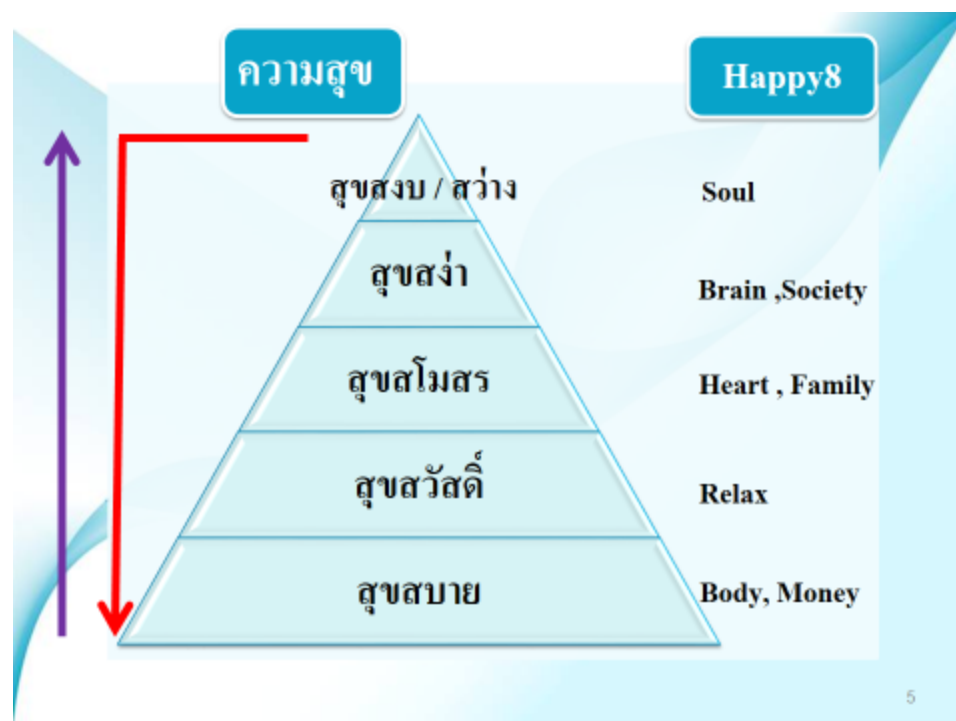 ความสุข
Happy8
สุขสงบ / สว่าง
Soul
สุขสง่า
Brain ,Society
สุขสโมสร
Heart , Family
สุขสวัสดิ์
Relax
สุขสบาย
Body, Money
5